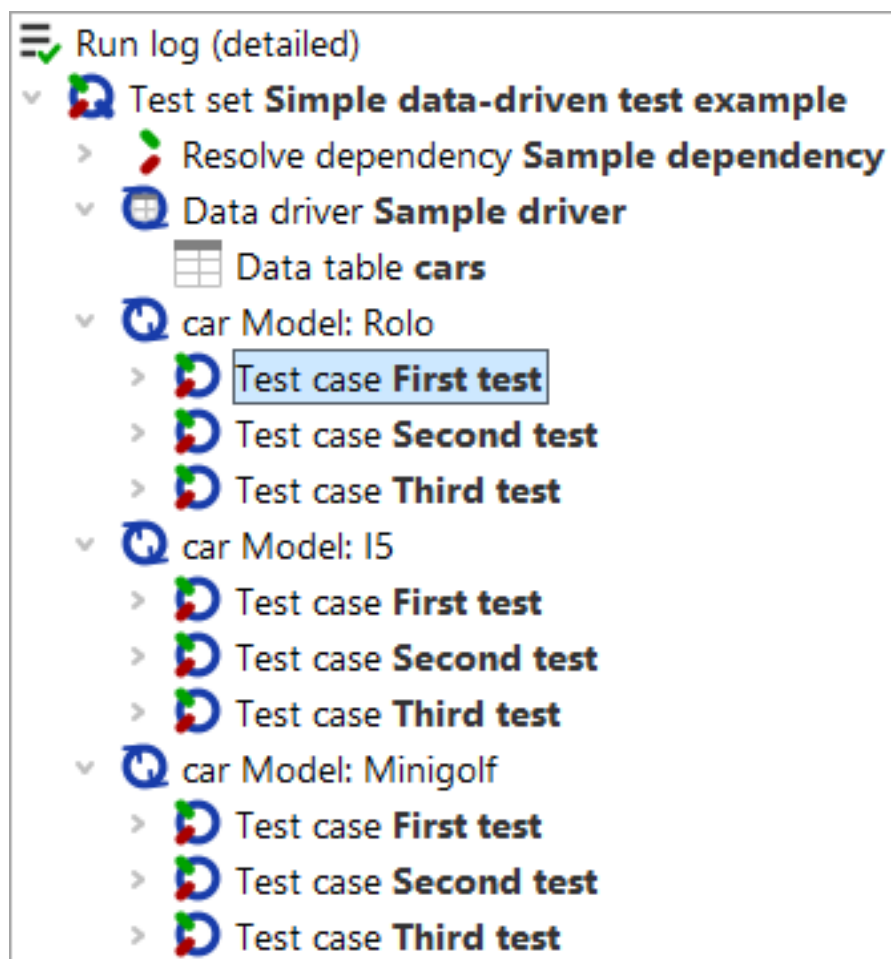 Run log (detailed)
Test set Simple data-driven test example
Resolve dependency Sample dependency
Data driver Sample driver
Data table cars
car Model: Rolo
Test case First test
Test case Second test
Test case Third test
car Model: I5
Test case First test
Test case Second test
Test case Third test
car Model: Minigolf
Test case First test
Test case Second test
Test case Third test